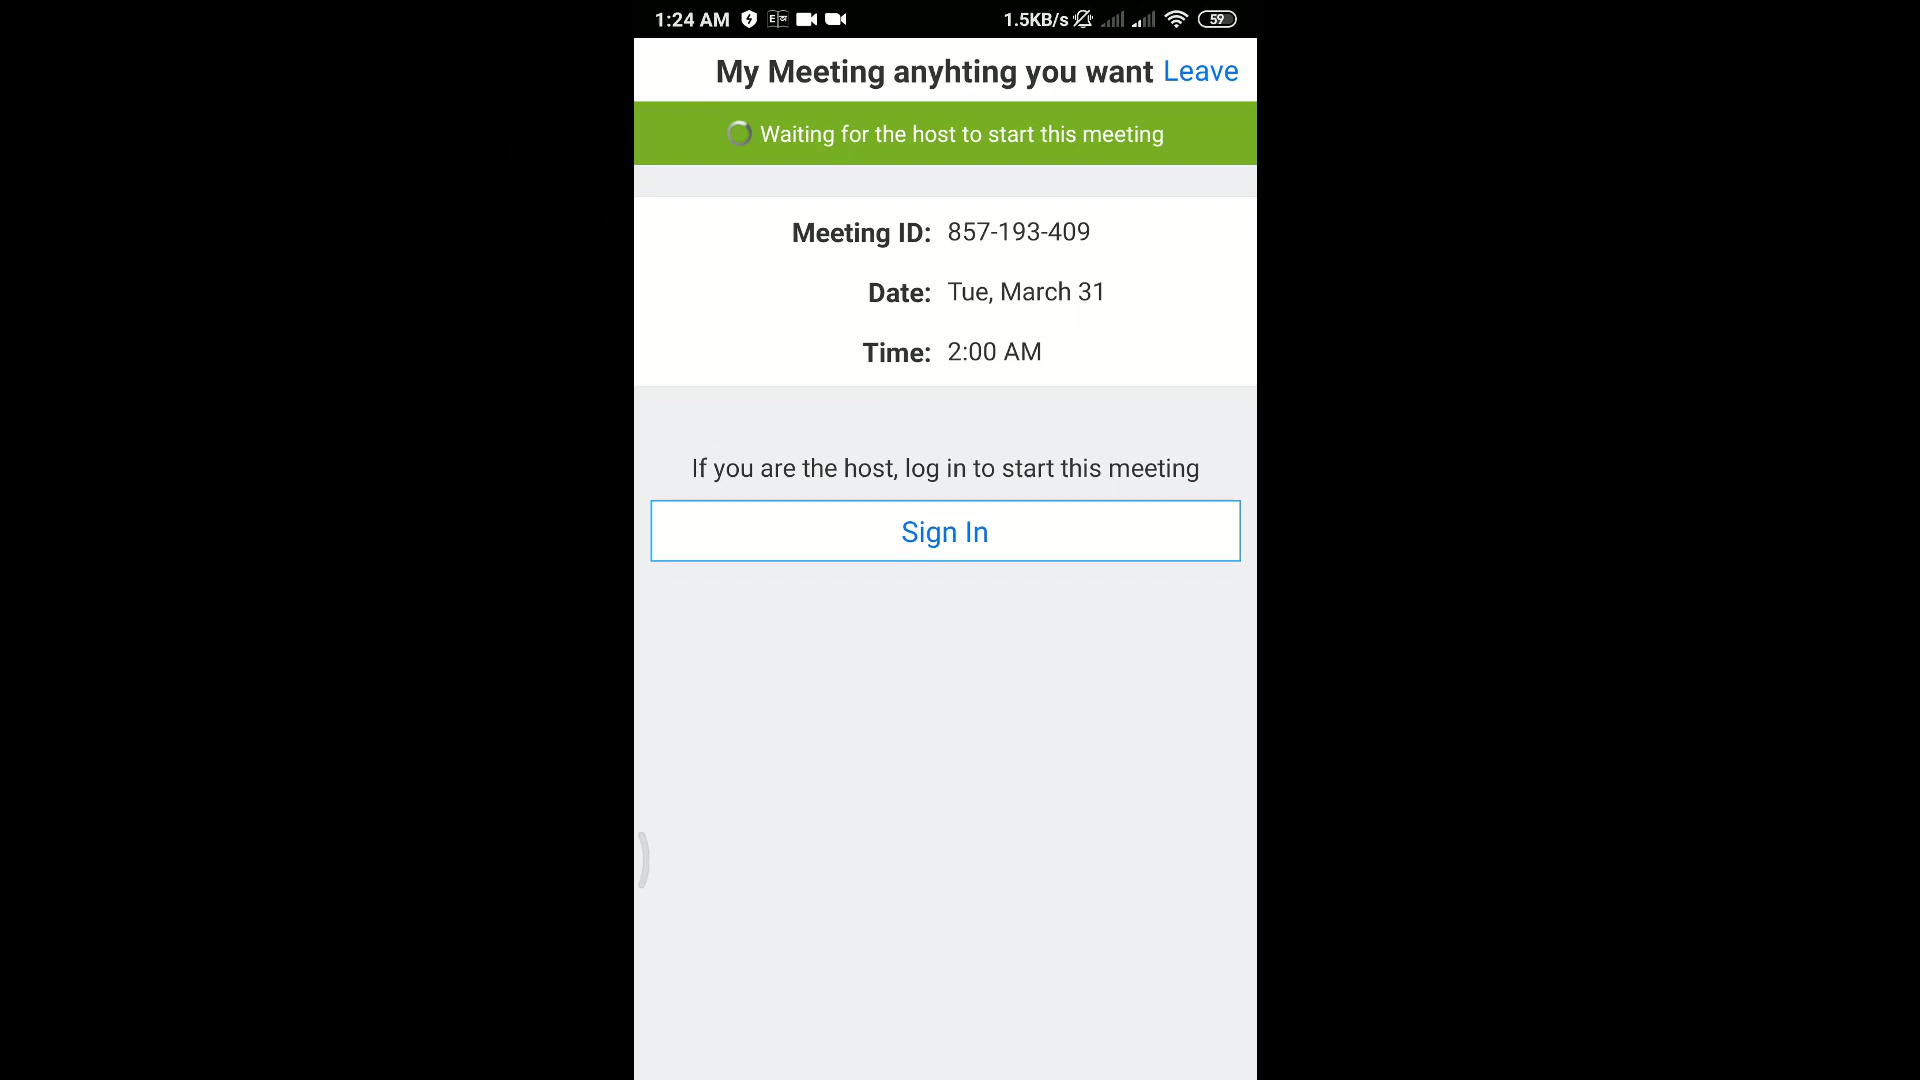 1:24 AM 1.5KB/s 59
My Meeting anyhting you want Leave
Waiting for the host to start this meeting
Meeting ID: 857-193-409
Date: Tue, March 31
Time: 2:00 AM
If you are the host, log in to start this meeting
Sign In